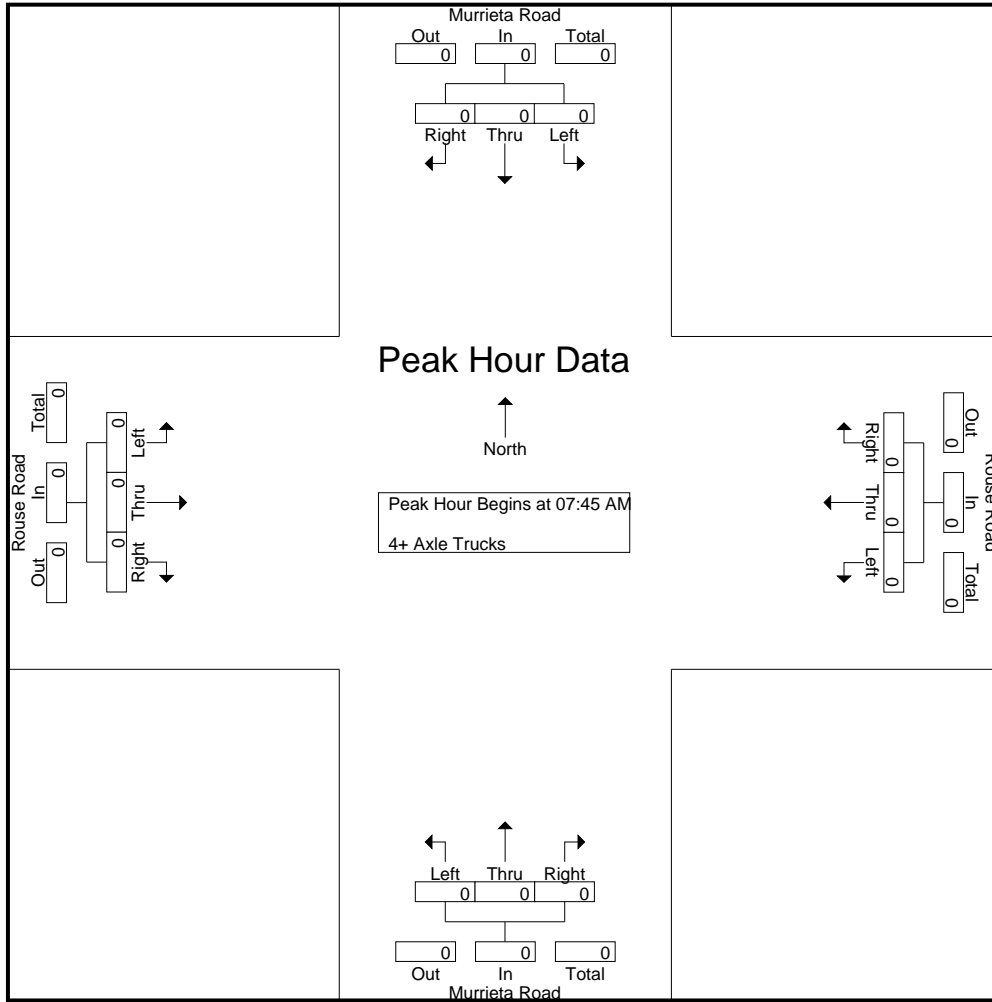 Murrieta Road
Out In Total
0 0 0
0 0 0
Right Thru Left
Peak Hour Data
North
Peak Hour Begins at 07:45 AM
4+ Axle Trucks
Rouse Road
Out In Total
0 0 0
0 0 0
Right Thru Left
Rouse Road
Out In Total
0 0 0
0 0 0
Right Thru Left
Left Thru Right
0 0 0
0 0 0
Out In Total
Murrieta Road